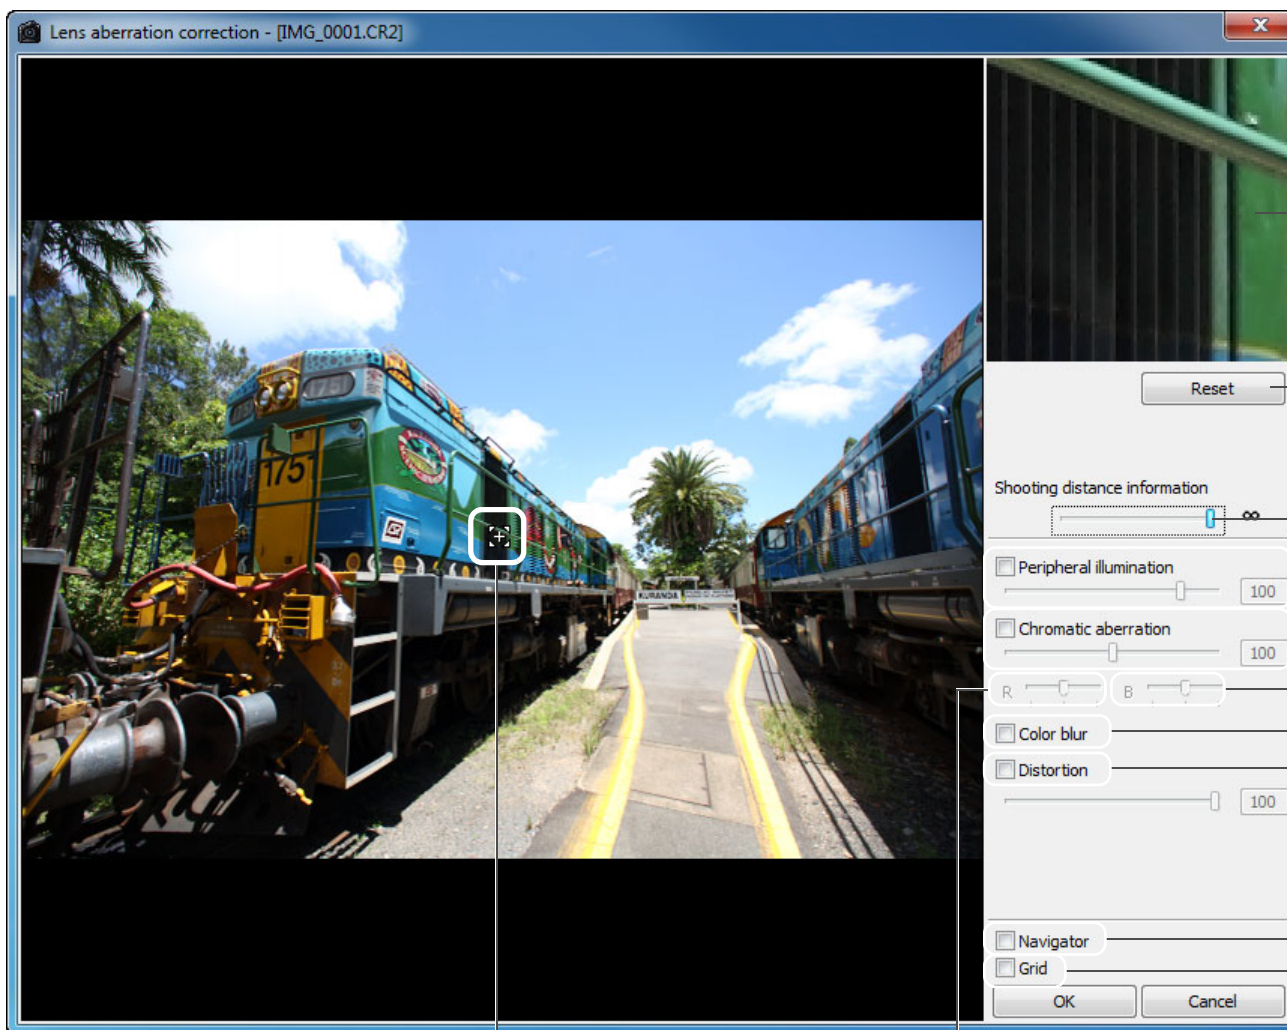 Lens aberration correction - [IMG_0001.CR2]
175
175
KURANDA
Reset
Shooting distance information
∞
Peripheral illumination
100
Chromatic aberration
100
R
B
Color blur
Distortion
100
Navigator
Grid
OK
Cancel